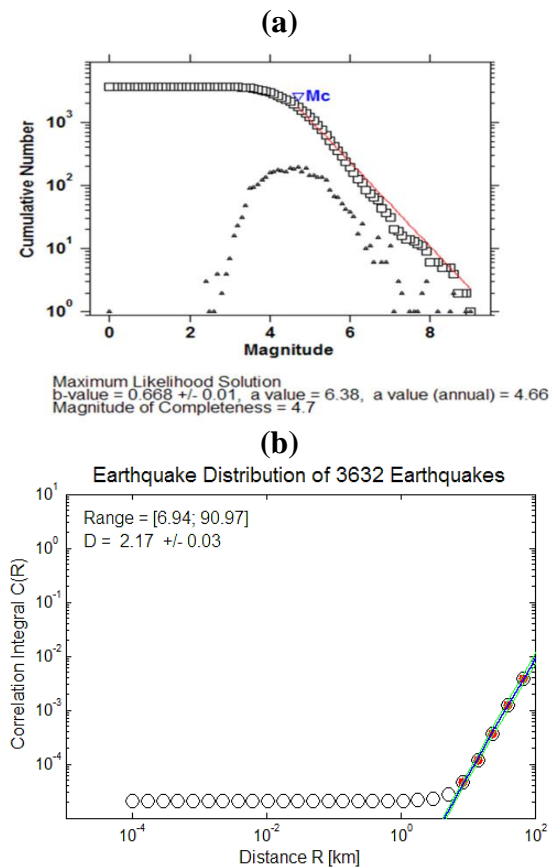 (a)
10³
10²
10¹
10⁰
Cumulative Number
Mc
0 2 4 6 8
Magnitude
Maximum Likelihood Solution
b-value = 0.668 +/- 0.01, a value = 6.38, a value (annual) = 4.66
Magnitude of Completeness = 4.7
(b)
Earthquake Distribution of 3632 Earthquakes
Range = [6.94; 90.97]
D = 2.17 +/- 0.03
10¹
10⁰
10⁻¹
10⁻²
10⁻³
10⁻⁴
Correlation Integral C(R)
10⁻⁴ 10⁻² 10⁰ 10²
Distance R [km]